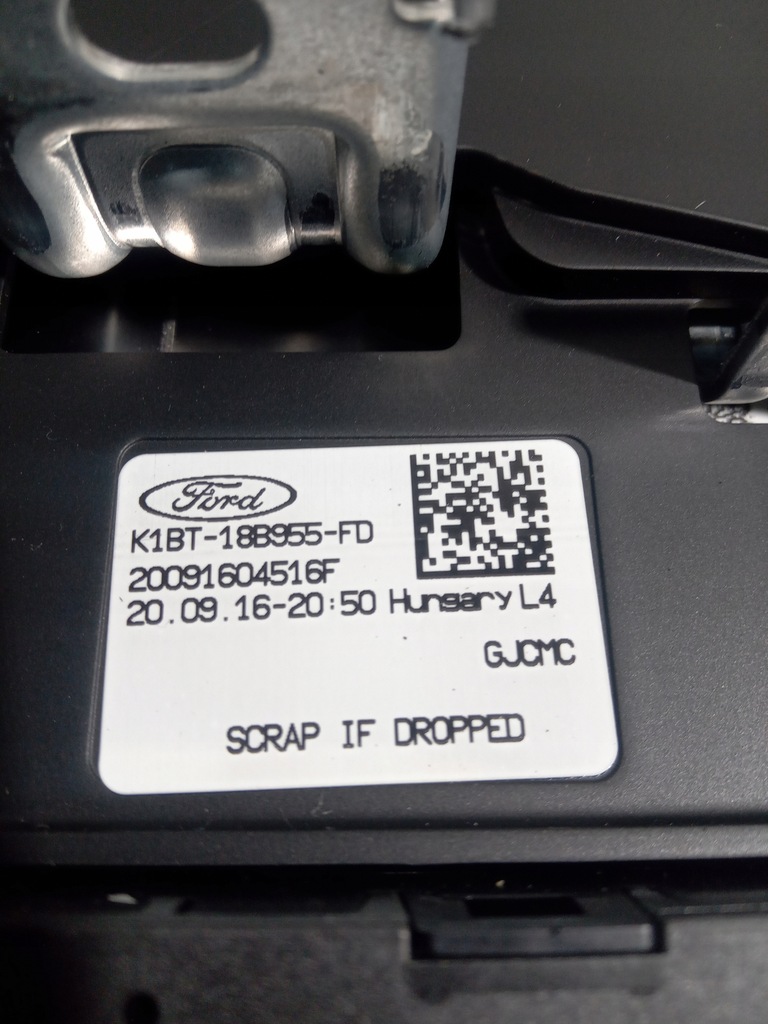 Ford
K1BT-18B955-FD
20091604516F
20.09.16-20:50 Hungary L4
GJCMC
SCRAP IF DROPPED